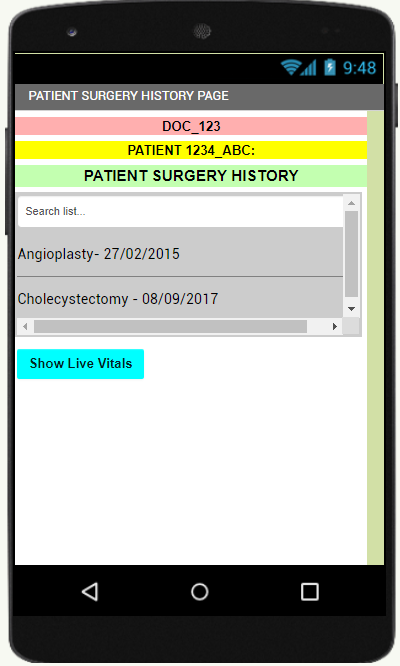 9:48
PATIENT SURGERY HISTORY PAGE
DOC_123
PATIENT 1234_ABC:
PATIENT SURGERY HISTORY
Search list...
Angioplasty- 27/02/2015
Cholecystectomy - 08/09/2017
Show Live Vitals